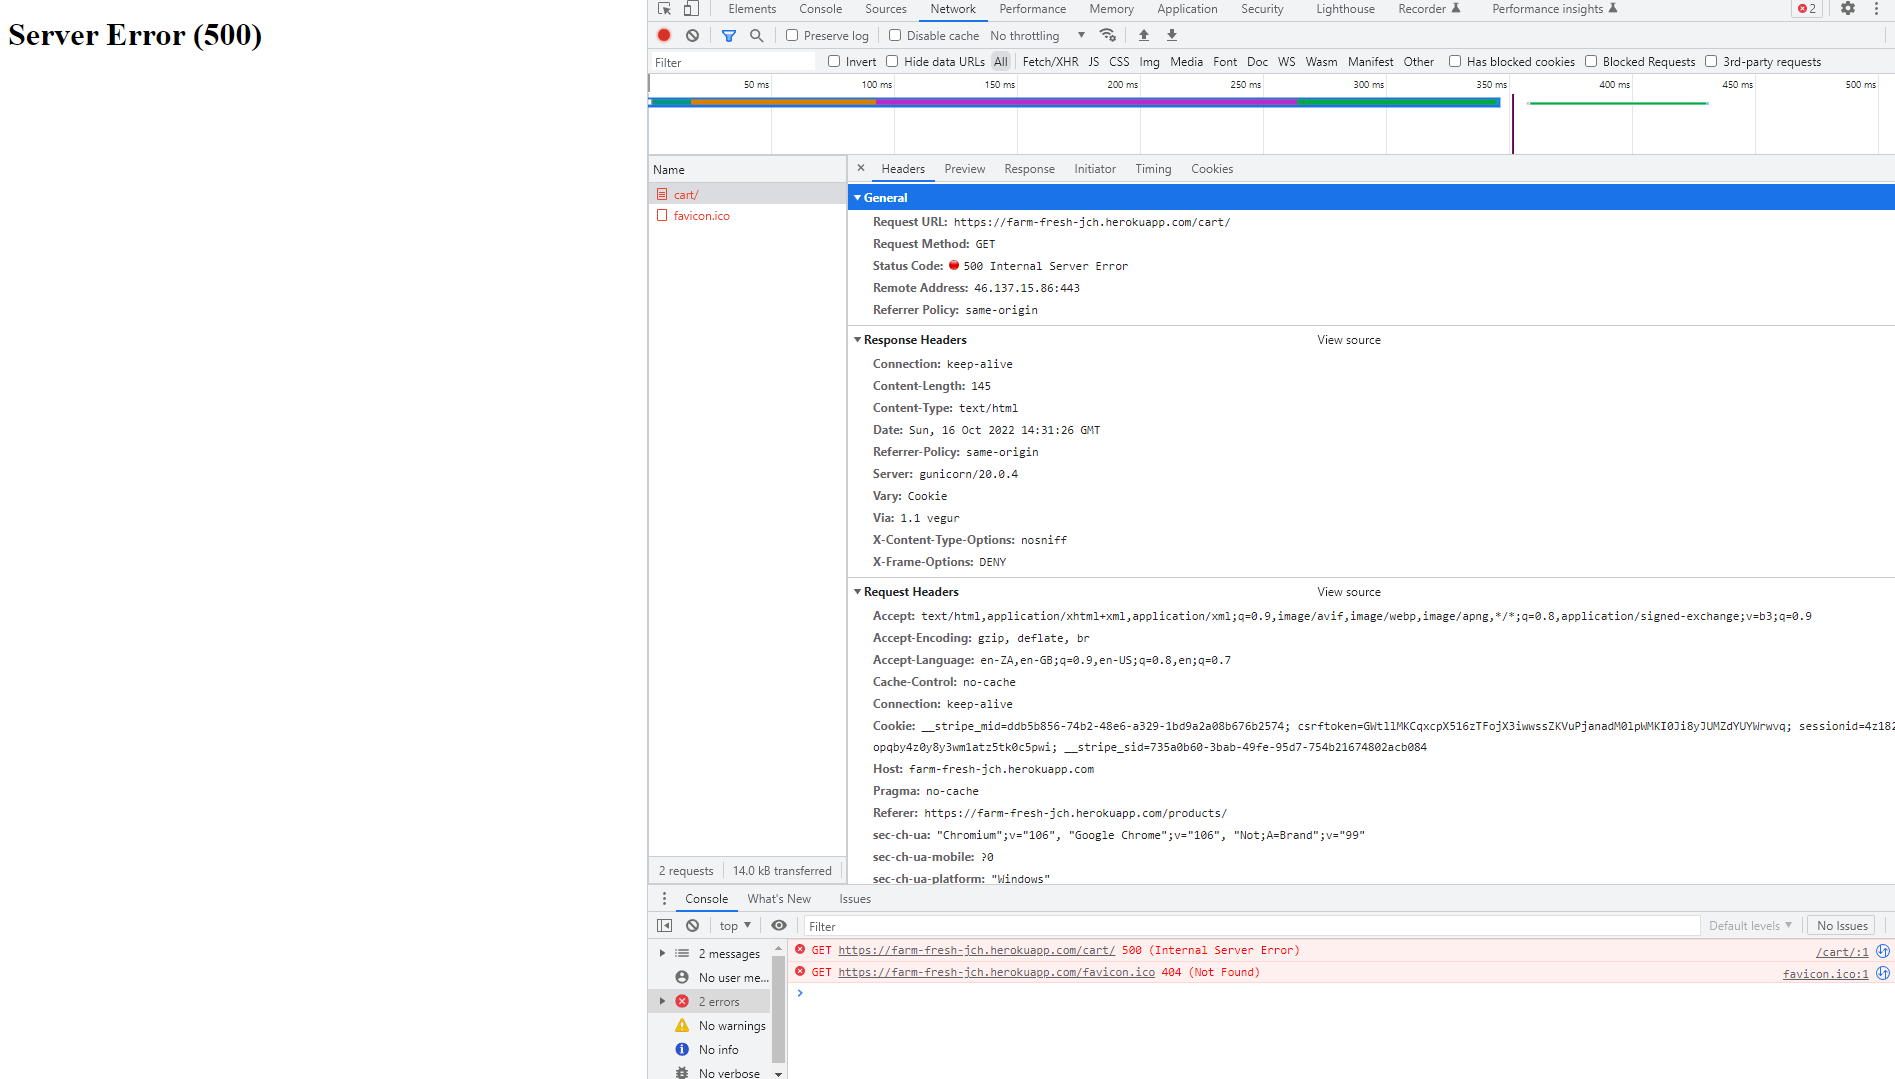 Server Error (500)
Elements Console Sources Network Performance Memory Application Security Lighthouse Recorder Performance insights 2
Preserve log Disable cache No throttling
Filter Invert Hide data URLs All Fetch/XHR JS CSS Img Media Font Doc WS Wasm Manifest Other Has blocked cookies Blocked Requests 3rd-party requests
50 ms 100 ms 150 ms 200 ms 250 ms 300 ms 350 ms 400 ms 450 ms 500 ms
Name
cart/
favicon.ico
2 requests 14.0 kB transferred
× Headers Preview Response Initiator Timing Cookies
General
Request URL: https://farm-fresh-jch.herokuapp.com/cart/
Request Method: GET
Status Code: 500 Internal Server Error
Remote Address: 46.137.15.86:443
Referrer Policy: same-origin
Response Headers View source
Connection: keep-alive
Content-Length: 145
Content-Type: text/html
Date: Sun, 16 Oct 2022 14:31:26 GMT
Referrer-Policy: same-origin
Server: gunicorn/20.0.4
Vary: Cookie
Via: 1.1 vegur
X-Content-Type-Options: nosniff
X-Frame-Options: DENY
Request Headers View source
Accept: text/html,application/xhtml+xml,application/xml;q=0.9,image/avif,image/webp,image/apng,*/*;q=0.8,application/signed-exchange;v=b3;q=0.9
Accept-Encoding: gzip, deflate, br
Accept-Language: en-ZA,en-GB;q=0.9,en-US;q=0.8,en;q=0.7
Cache-Control: no-cache
Connection: keep-alive
Cookie: __stripe_mid=ddb5b856-74b2-48e6-a329-1bd9a2a08b676b2574; csrftoken=GWtllMKCqxcpX516zTFojX3iwwssZKVuPjanadM0lpWMKI0Ji8yJUMZdYUYWrwvq; sessionid=4z182
opqby4z0y8y3wm1atz5tk0c5pwi; __stripe_sid=735a0b60-3bab-49fe-95d7-754b21674802acb084
Host: farm-fresh-jch.herokuapp.com
Pragma: no-cache
Referer: https://farm-fresh-jch.herokuapp.com/products/
sec-ch-ua: "Chromium";v="106", "Google Chrome";v="106", "Not;A=Brand";v="99"
sec-ch-ua-mobile: ?0
sec-ch-ua-platform: "Windows"
Console What's New Issues
top Filter Default levels No Issues
2 messages
No user me...
2 errors
No warnings
No info
No verbose
GET https://farm-fresh-jch.herokuapp.com/cart/ 500 (Internal Server Error) /cart/:1
GET https://farm-fresh-jch.herokuapp.com/favicon.ico 404 (Not Found) favicon.ico:1